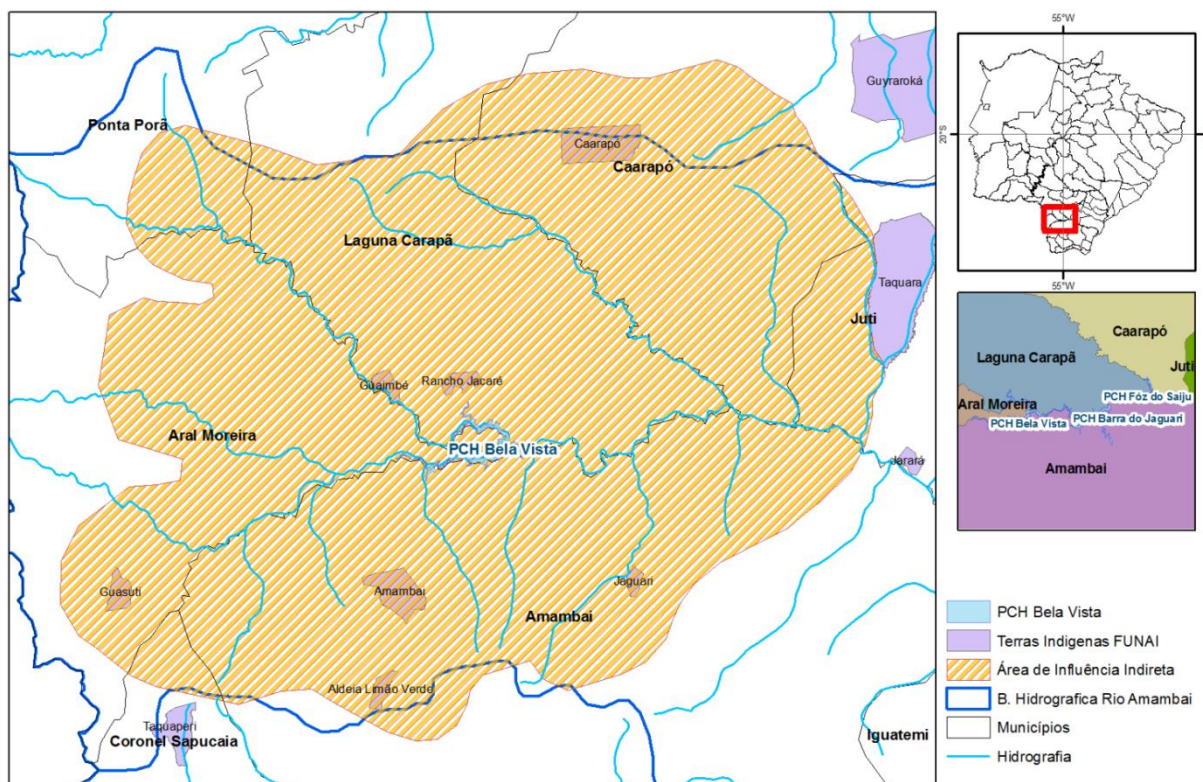 Ponta Porã
Guyraroká
Caarapó
Caarapó
Laguna Carapã
Taquara
Juti
Guaimbé
Rancho Jacaré
Aral Moreira
PCH Bela Vista
Jarará
Guasuti
Amambai
Jaguari
Amambai
Aldeia Limão Verde
Taquaperi
Coronel Sapucaia
Iguatemi
55°W
20°S
55°W
Caarapó
Laguna Carapã
Juti
PCH Fóz do Saiju
Aral Moreira
PCH Barra do Jaguari
PCH Bela Vista
Amambai
PCH Bela Vista
Terras Indigenas FUNAI
Área de Influência Indireta
B. Hidrografica Rio Amambai
Municípios
Hidrografia